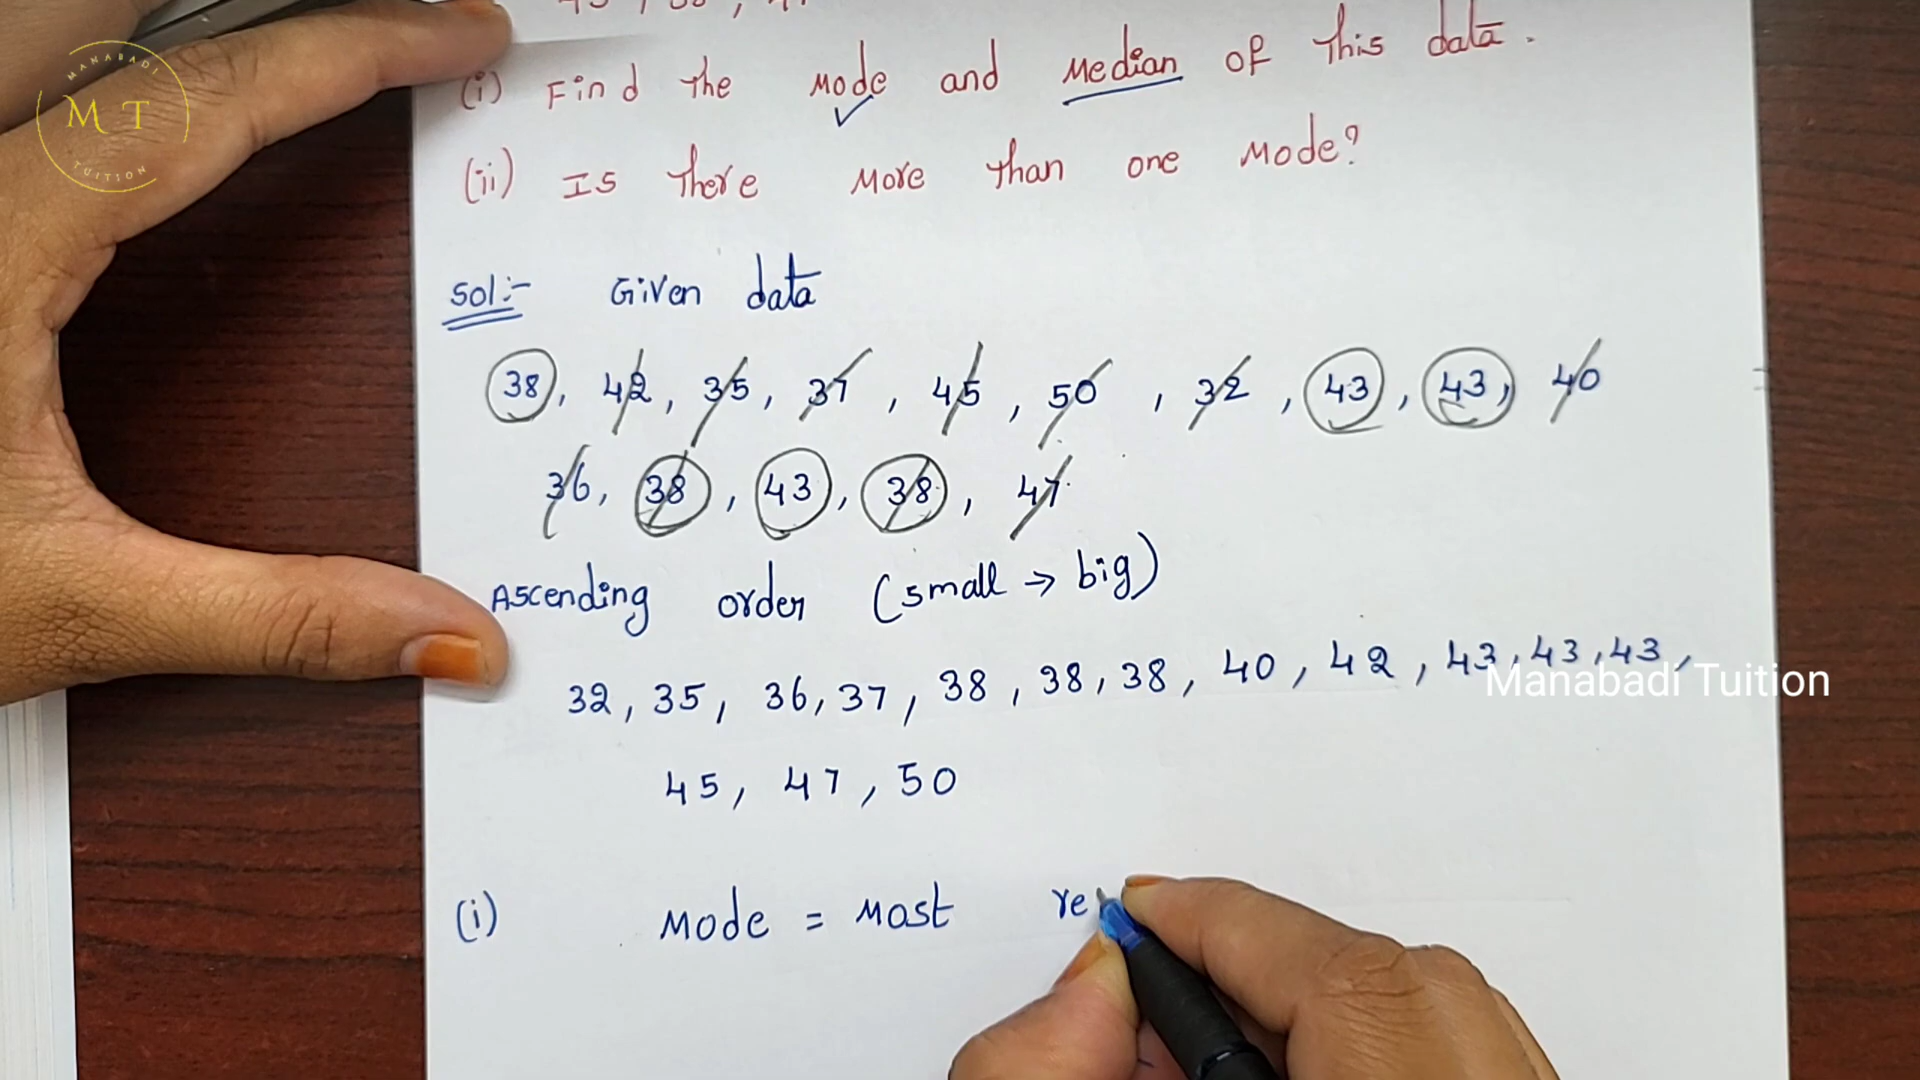 MANABADI
M T
TUITION
(i) Find the Mode and Median of this data.
(ii) Is there More than one Mode?
Sol:- Given data
38, 42, 35, 37, 45, 50, 32, 43, 43, 40
36, 38, 43, 38, 47
Ascending order (small → big)
32, 35, 36, 37, 38, 38, 38, 40, 42, 43, 43, 43,
Manabadi Tuition
45, 47, 50
(i) Mode = Most re